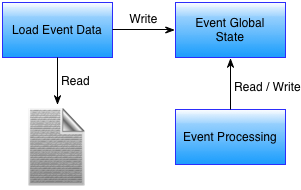 Load Event Data
Write
Event Global
State
Read
Read / Write
Event Processing